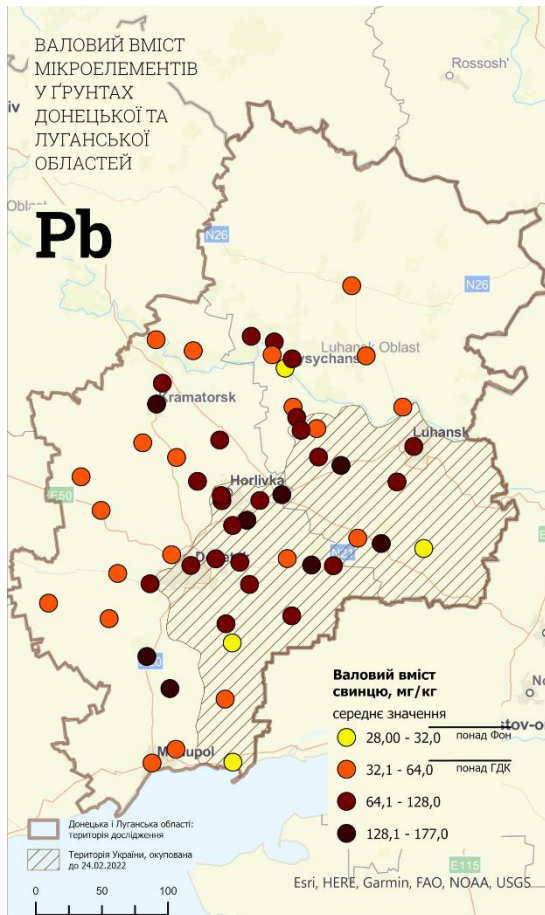 ВАЛОВИЙ ВМІСТ
МІКРОЕЛЕМЕНТІВ
У ҐРУНТАХ
ДОНЕЦЬКОЇ ТА
ЛУГАНСЬКОЇ
ОБЛАСТЕЙ
Pb
Rossosh'
Oblast
N26
N26
Luhansk Oblast
Kramatorsk
Luhansk
Horlivka
E50
N21
Валовий вміст
свинцю, мг/кг
середнє значення
28,00 - 32,0 понад Фон
32,1 - 64,0 понад ГДК
64,1 - 128,0
128,1 - 177,0
Донецька і Луганська області:
територія дослідження
Територія України, окупована
до 24.02.2022
0 50 100
E115
Esri, HERE, Garmin, FAO, NOAA, USGS